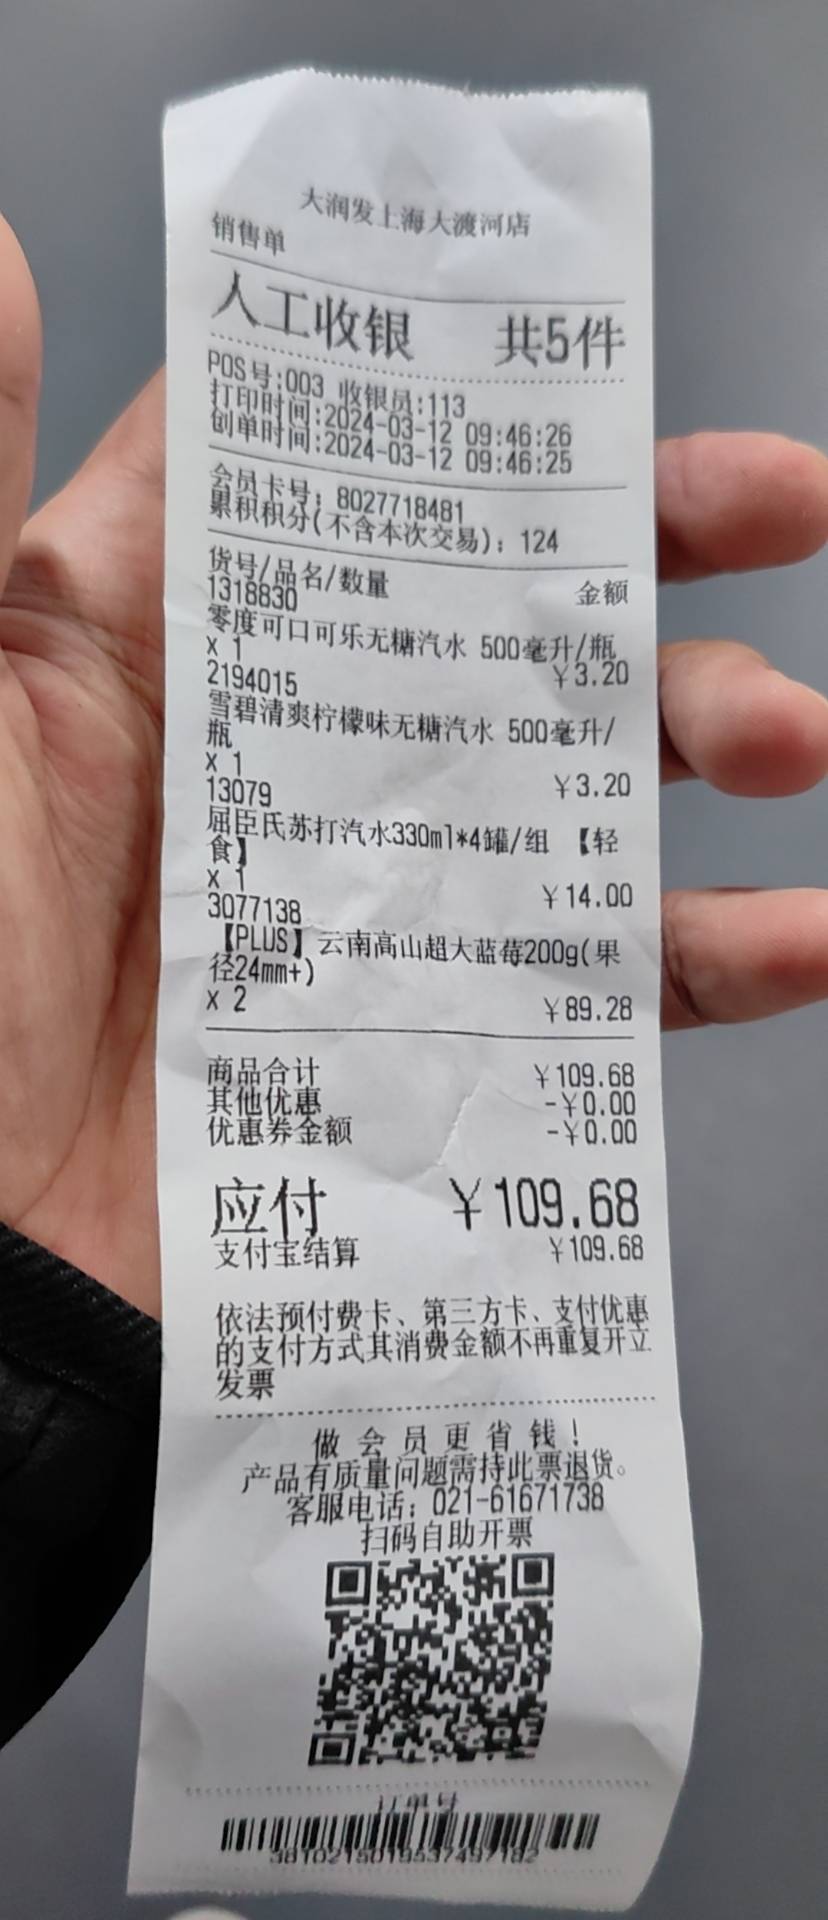 大润发上海大渡河店
销售单
人工收银 共5件
POS号:003 收银员:113
打印时间:2024-03-12 09:46:26
创单时间:2024-03-12 09:46:25
会员卡号: 8027718481
累积积分(不含本次交易): 124
货号/品名/数量 金额
1318830
零度可口可乐无糖汽水 500毫升/瓶
x 1 ￥3.20
2194015
雪碧清爽柠檬味无糖汽水 500毫升/
瓶
x 1 ￥3.20
13079
屈臣氏苏打汽水330ml*4罐/组 【轻
食】
x 1 ￥14.00
3077138
【PLUS】云南高山超大蓝莓200g(果
径24mm+)
x 2 ￥89.28
商品合计 ￥109.68
其他优惠 -￥0.00
优惠券金额 -￥0.00
应付 ￥109.68
支付宝结算 ￥109.68
依法预付费卡、第三方卡、支付优惠
的支付方式其消费金额不再重复开立
发票
做会员更省钱!
产品有质量问题需持此票退货。
客服电话: 021-61671738
扫码自助开票
订单号